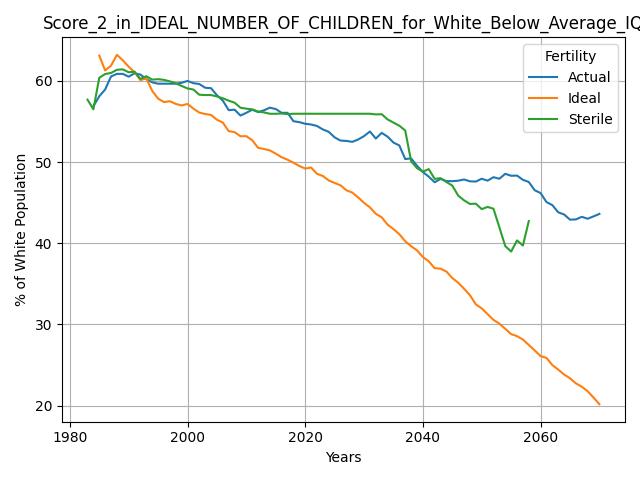 Score_2_in_IDEAL_NUMBER_OF_CHILDREN_for_White_Below_Average_IQ
Fertility
Actual
Ideal
Sterile
% of White Population
60
50
40
30
20
1980
2000
2020
2040
2060
Years